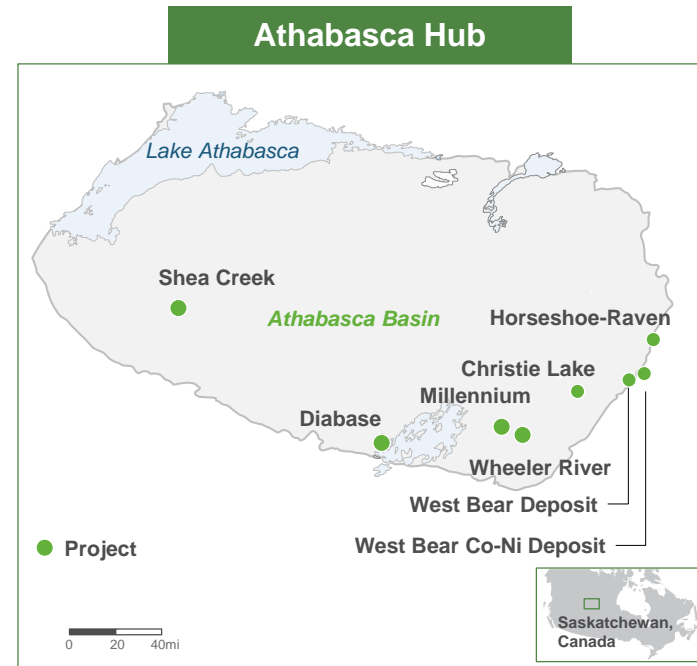 Athabasca Hub
Lake Athabasca
Shea Creek
Athabasca Basin
Horseshoe-Raven
Christie Lake
Millennium
Diabase
Wheeler River
West Bear Deposit
West Bear Co-Ni Deposit
Project
0 20 40mi
Saskatchewan,
Canada